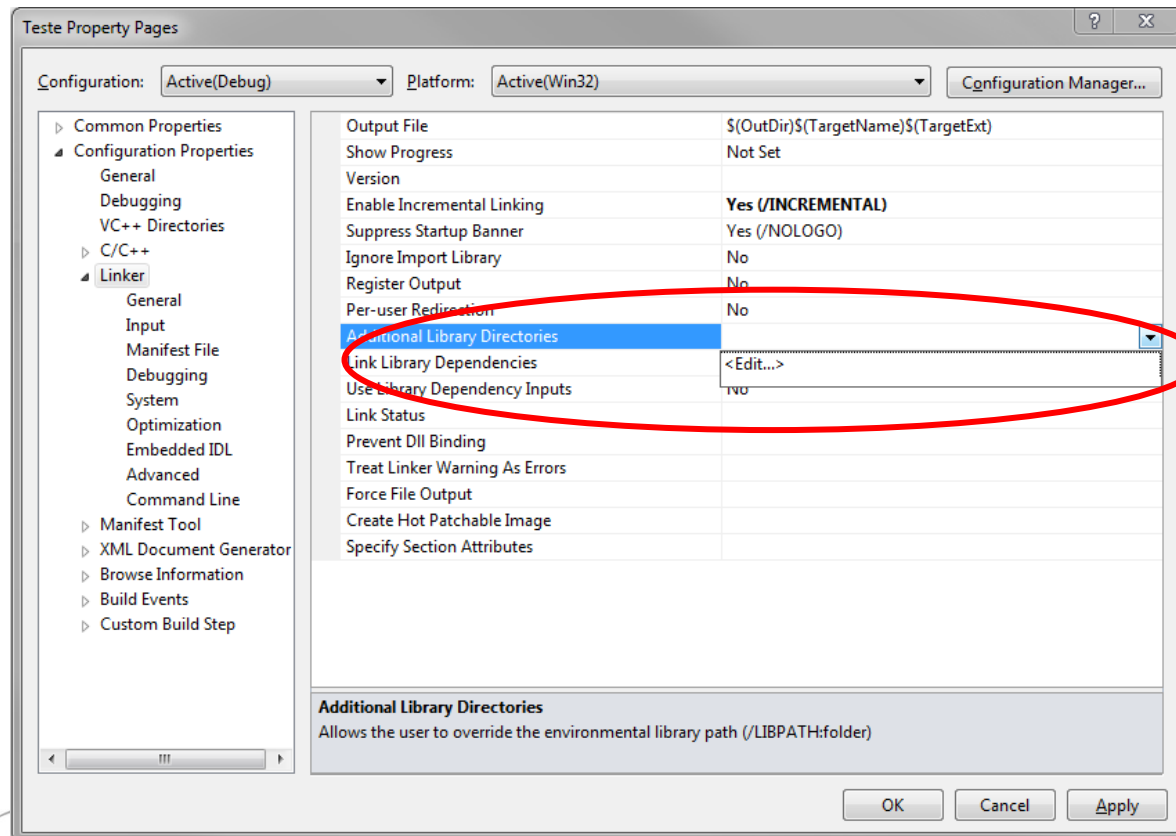 Teste Property Pages
Configuration: Active(Debug) Platform: Active(Win32) Configuration Manager...
Common Properties
Configuration Properties
General
Debugging
VC++ Directories
C/C++
Linker
General
Input
Manifest File
Debugging
System
Optimization
Embedded IDL
Advanced
Command Line
Manifest Tool
XML Document Generator
Browse Information
Build Events
Custom Build Step
Output File $(OutDir)$(TargetName)$(TargetExt)
Show Progress Not Set
Version
Enable Incremental Linking Yes (/INCREMENTAL)
Suppress Startup Banner Yes (/NOLOGO)
Ignore Import Library No
Register Output No
Per-user Redirection No
Additional Library Directories
Link Library Dependencies <Edit...>
Use Library Dependency Inputs No
Link Status
Prevent Dll Binding
Treat Linker Warning As Errors
Force File Output
Create Hot Patchable Image
Specify Section Attributes
Additional Library Directories
Allows the user to override the environmental library path (/LIBPATH:folder)
OK Cancel Apply